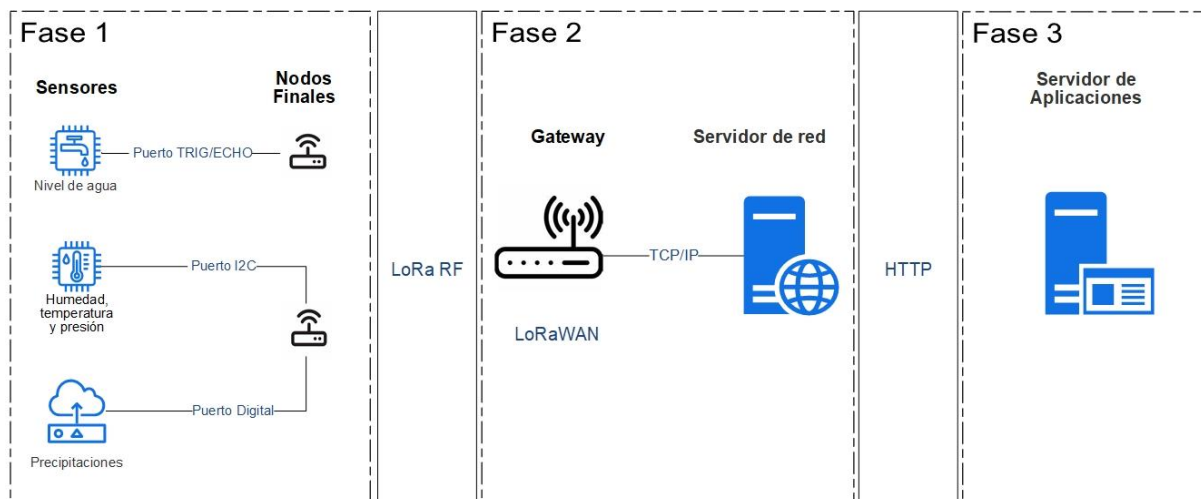 Fase 1
Sensores
Nodos
Finales
Puerto TRIG/ECHO
Nivel de agua
Puerto I2C
Humedad,
temperatura
y presión
Puerto Digital
Precipitaciones
LoRa RF
Fase 2
Gateway
Servidor de red
TCP/IP
LoRaWAN
HTTP
Fase 3
Servidor de
Aplicaciones